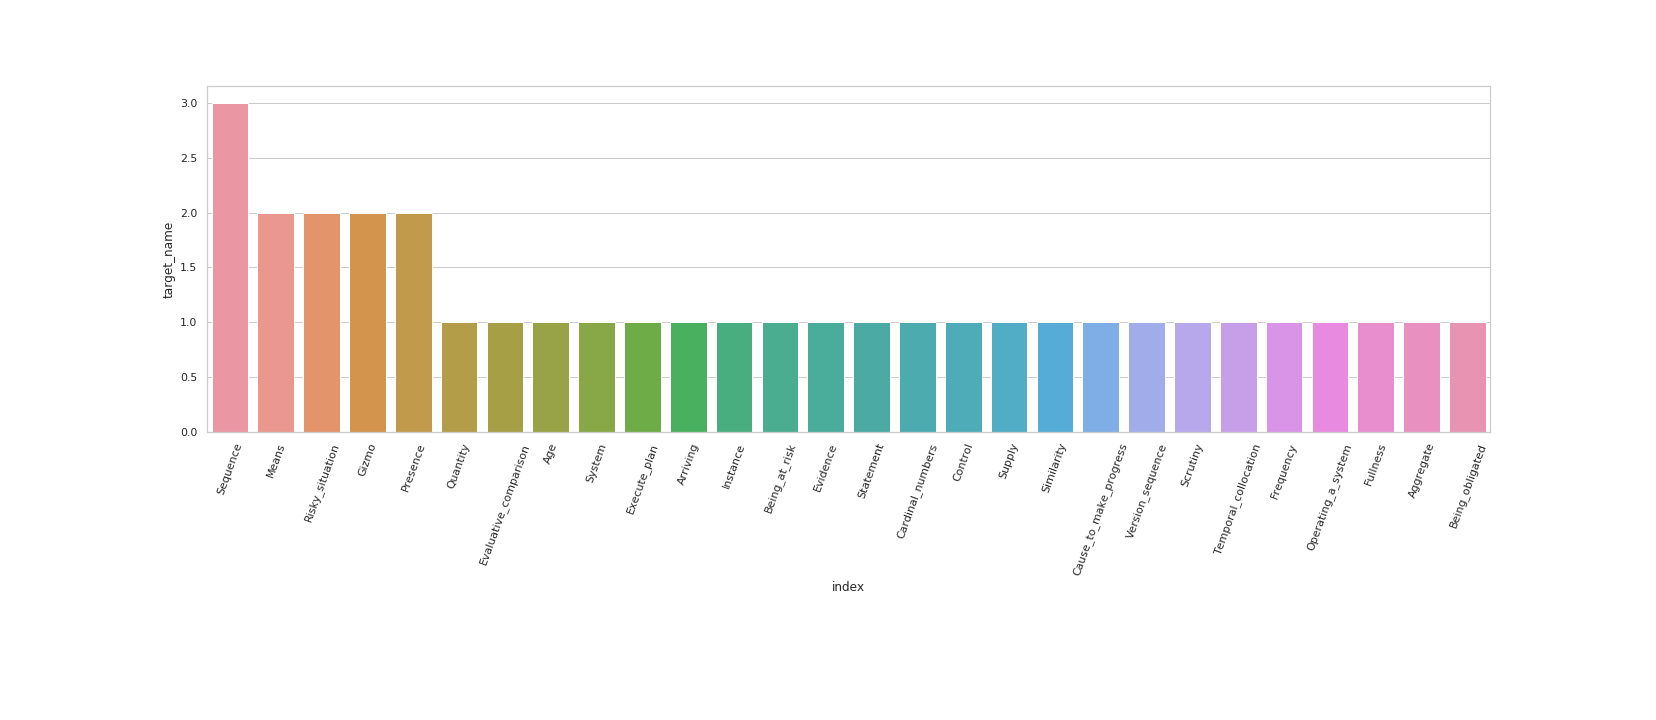 3.0
2.5
2.0
1.5
1.0
0.5
0.0
target_name
Sequence
Means
Risky_situation
Gizmo
Presence
Quantity
Evaluative_comparison
Age
System
Execute_plan
Arriving
Instance
Being_at_risk
Evidence
Statement
Cardinal_numbers
Control
Supply
Similarity
Cause_to_make_progress
Version_sequence
Scrutiny
Temporal_collocation
Frequency
Operating_a_system
Fullness
Aggregate
Being_obligated
index